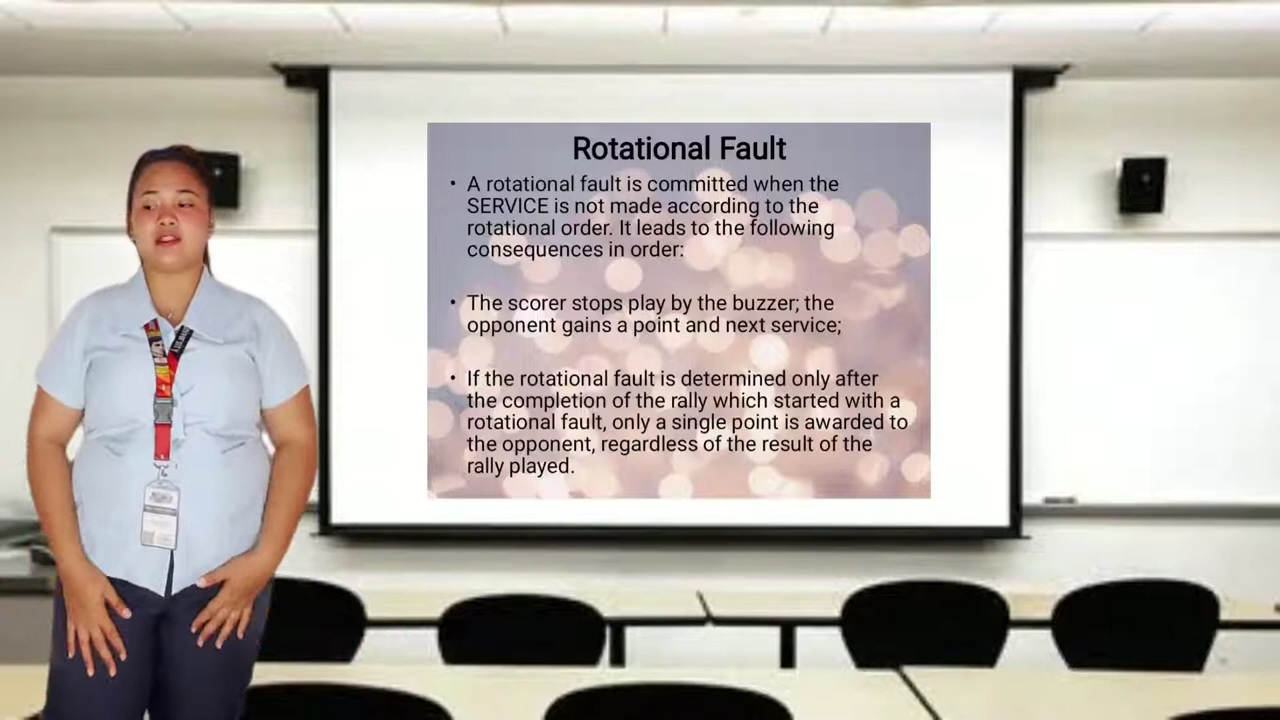 Rotational Fault
• A rotational fault is committed when the
SERVICE is not made according to the
rotational order. It leads to the following
consequences in order:
• The scorer stops play by the buzzer; the
opponent gains a point and next service;
• If the rotational fault is determined only after
the completion of the rally which started with a
rotational fault, only a single point is awarded to
the opponent, regardless of the result of the
rally played.